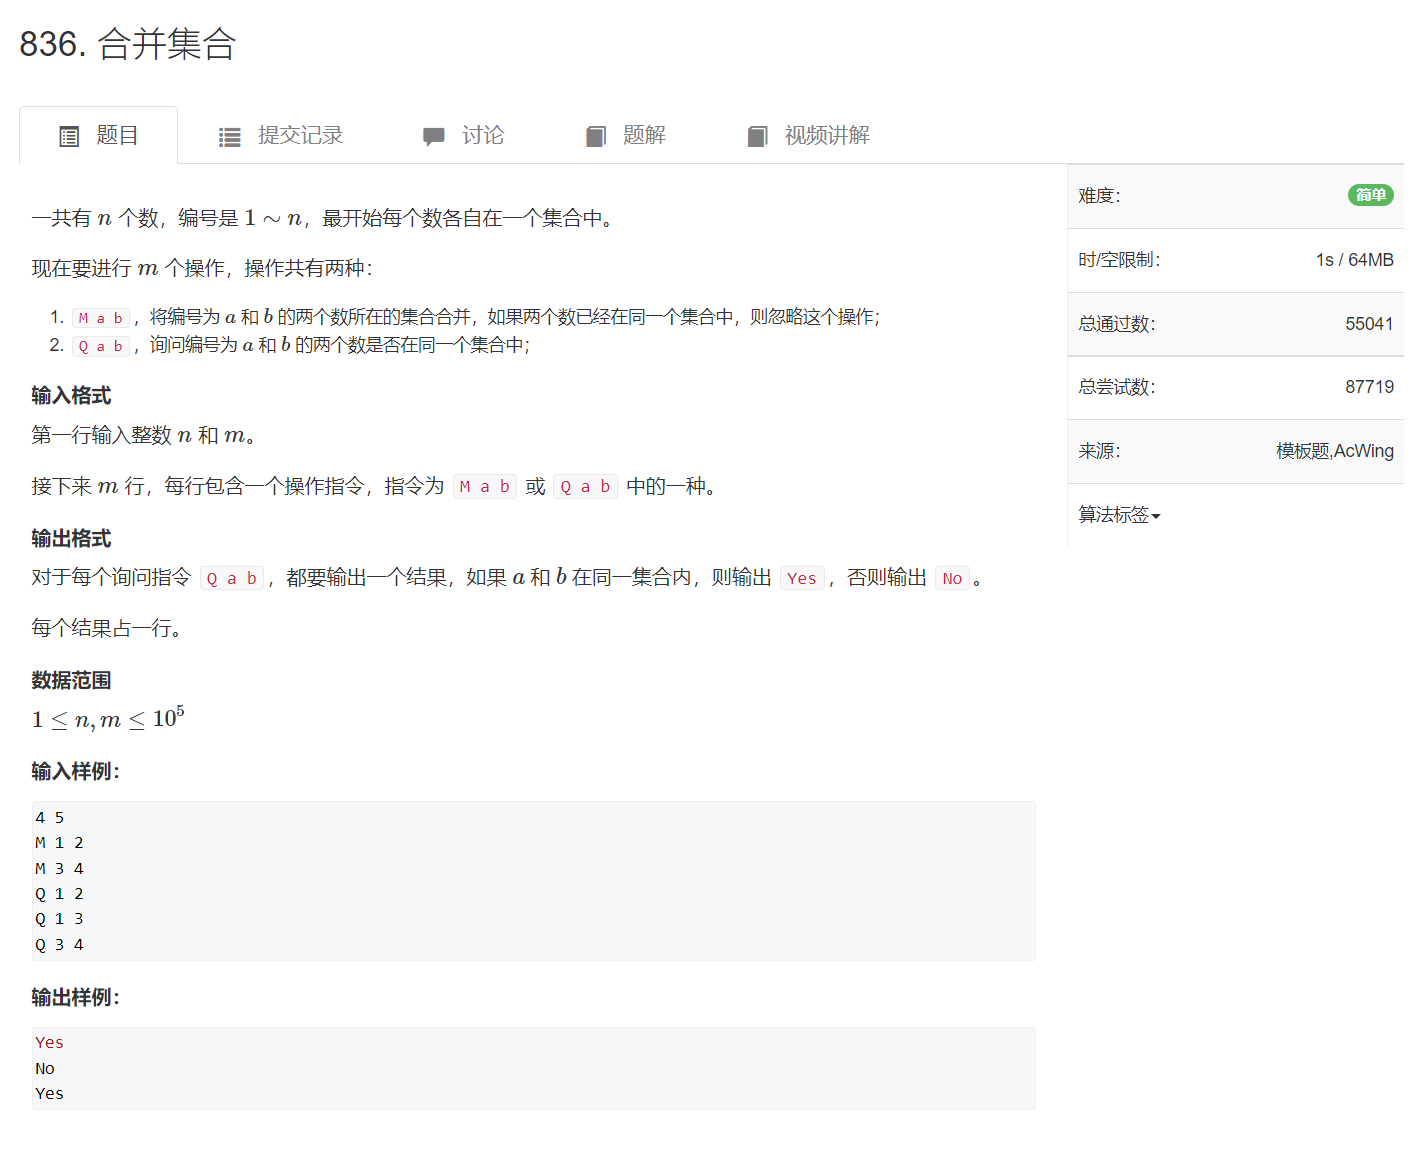 836. 合并集合
题目
提交记录
讨论
题解
视频讲解
一共有 n 个数，编号是 1 ∼ n，最开始每个数各自在一个集合中。
现在要进行 m 个操作，操作共有两种：
1. M a b ，将编号为 a 和 b 的两个数所在的集合合并，如果两个数已经在同一个集合中，则忽略这个操作；
2. Q a b ，询问编号为 a 和 b 的两个数是否在同一个集合中；
输入格式
第一行输入整数 n 和 m。
接下来 m 行，每行包含一个操作指令，指令为 M a b 或 Q a b 中的一种。
输出格式
对于每个询问指令 Q a b ，都要输出一个结果，如果 a 和 b 在同一集合内，则输出 Yes ，否则输出 No 。
每个结果占一行。
数据范围
1 ≤ n, m ≤ 10⁵
输入样例：
4 5
M 1 2
M 3 4
Q 1 2
Q 1 3
Q 3 4
输出样例：
Yes
No
Yes
难度： 简单
时/空限制： 1s / 64MB
总通过数： 55041
总尝试数： 87719
来源： 模板题,AcWing
算法标签